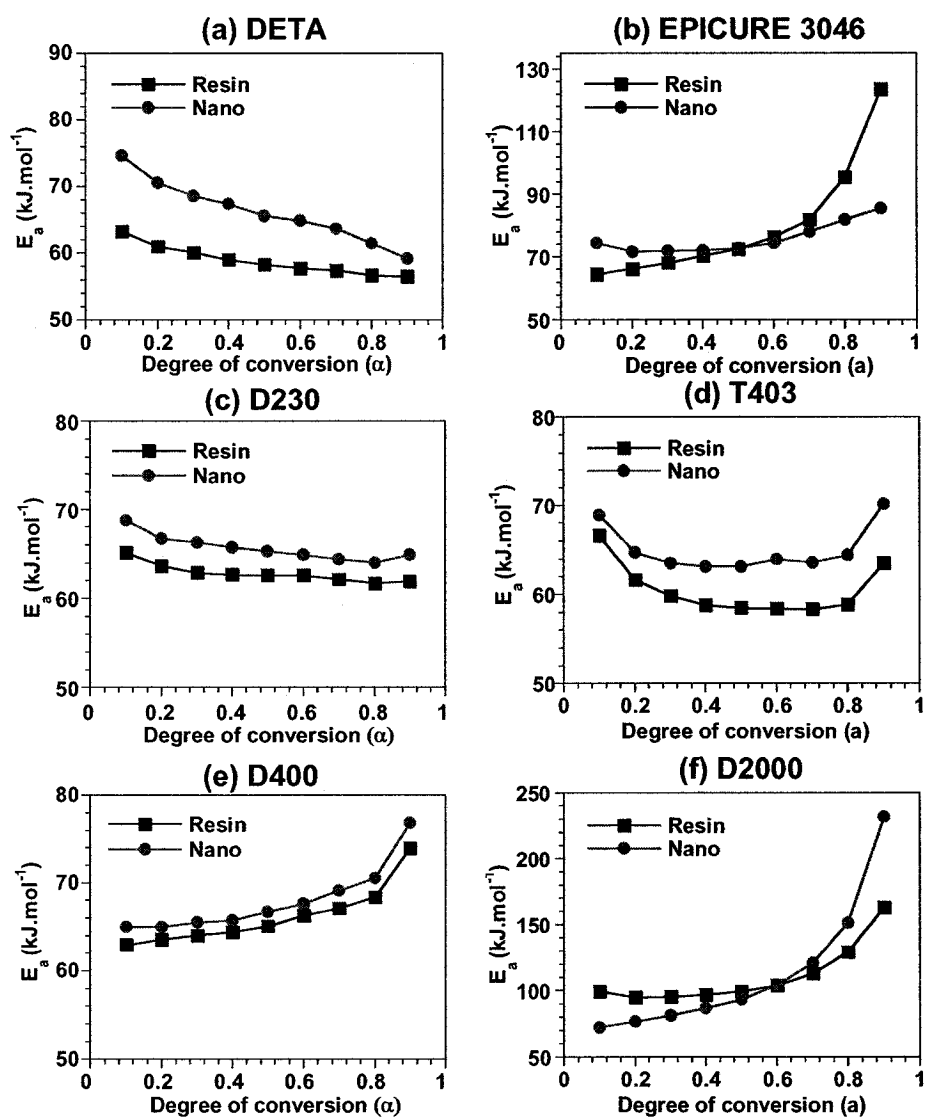 (a) DETA
90
80
70
60
50
Resin
Nano
Eₐ (kJ.mol⁻¹)
0 0.2 0.4 0.6 0.8 1
Degree of conversion (α)
(b) EPICURE 3046
130
110
90
70
50
Resin
Nano
Eₐ (kJ.mol⁻¹)
0 0.2 0.4 0.6 0.8 1
Degree of conversion (a)
(c) D230
80
70
60
50
Resin
Nano
Eₐ (kJ.mol⁻¹)
0 0.2 0.4 0.6 0.8 1
Degree of conversion (α)
(d) T403
80
70
60
50
Resin
Nano
Eₐ (kJ.mol⁻¹)
0 0.2 0.4 0.6 0.8 1
Degree of conversion (a)
(e) D400
80
70
60
50
Resin
Nano
Eₐ (kJ.mol⁻¹)
0 0.2 0.4 0.6 0.8 1
Degree of conversion (α)
(f) D2000
250
200
150
100
50
Resin
Nano
Eₐ (kJ.mol⁻¹)
0 0.2 0.4 0.6 0.8 1
Degree of conversion (a)